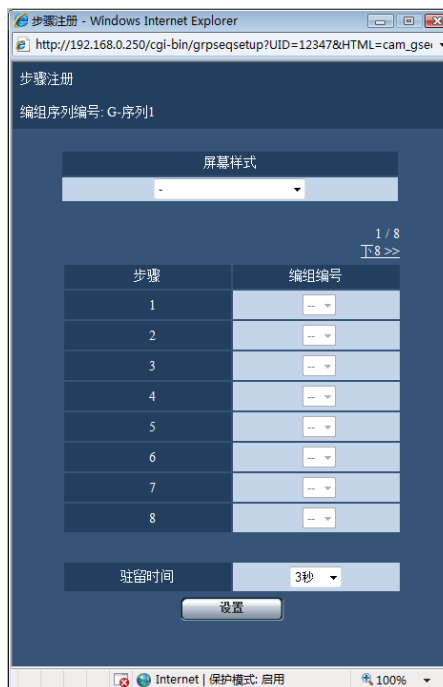 步骤注册 - Windows Internet Explorer
http://192.168.0.250/cgi-bin/grpseqsetup?UID=12347&HTML=cam_gse
步骤注册
编组序列编号: G-序列1
屏幕样式
-
1 / 8
下8 >>
步骤 编组编号
1 --
2 --
3 --
4 --
5 --
6 --
7 --
8 --
驻留时间 3秒
设置
Internet | 保护模式: 启用 100%